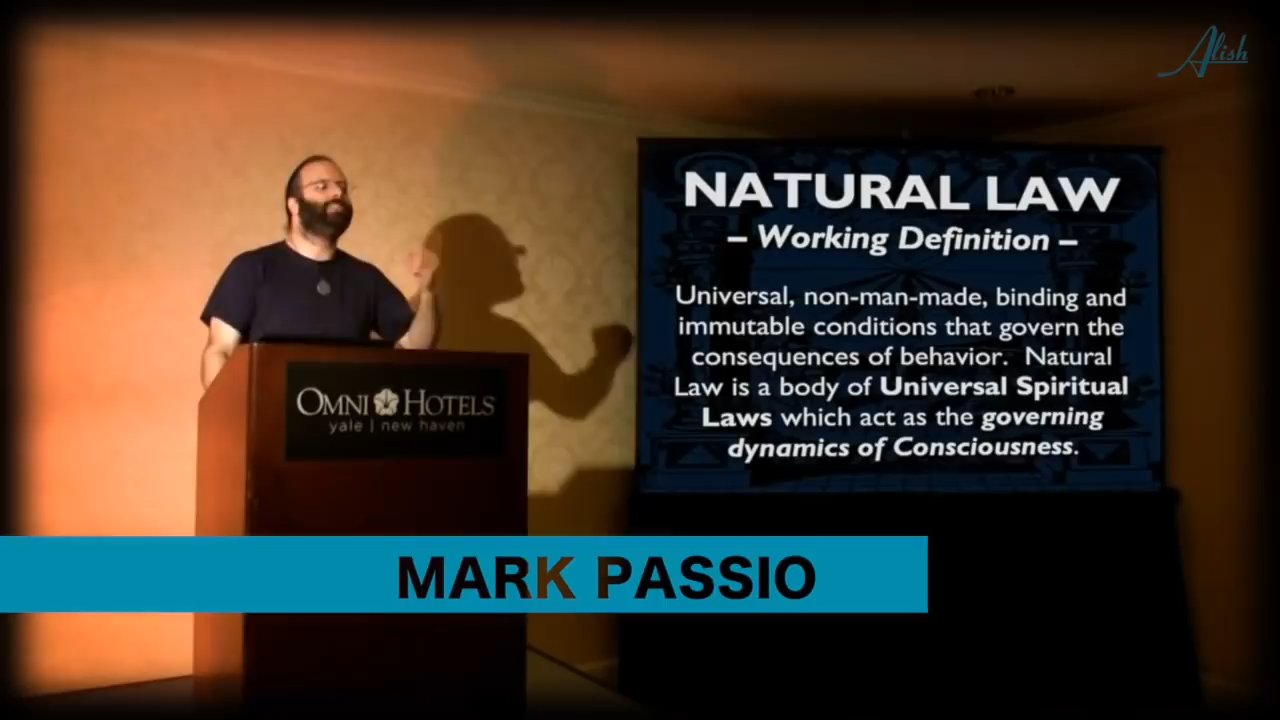 Alish
NATURAL LAW
– Working Definition –
Universal, non-man-made, binding and
immutable conditions that govern the
consequences of behavior. Natural
Law is a body of Universal Spiritual
Laws which act as the governing
dynamics of Consciousness.
OMNI HOTELS
yale | new haven
MARK PASSIO